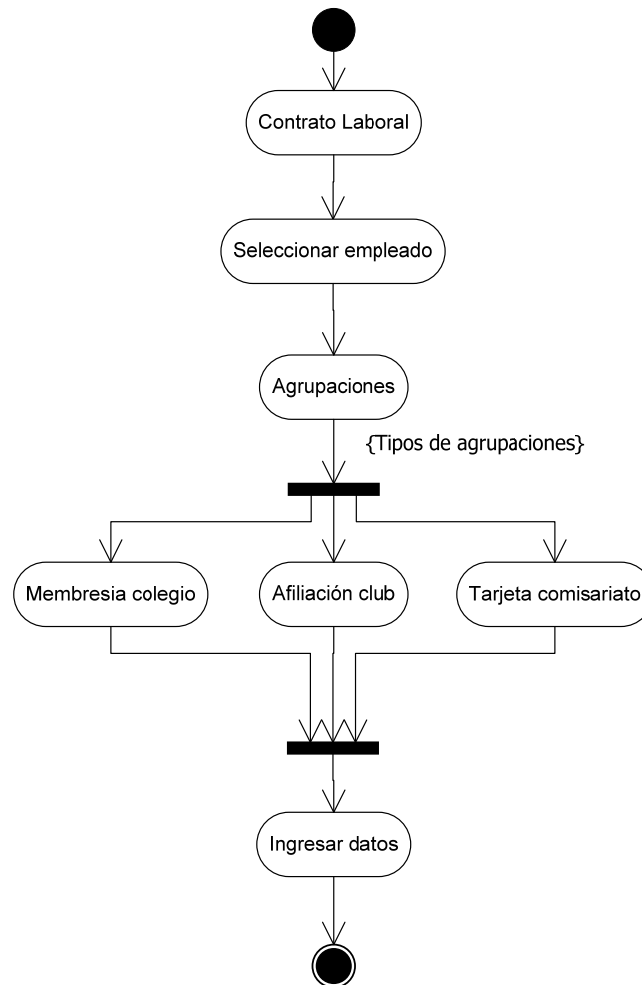 Contrato Laboral
Seleccionar empleado
Agrupaciones
{Tipos de agrupaciones}
Membresia colegio
Afiliación club
Tarjeta comisariato
Ingresar datos